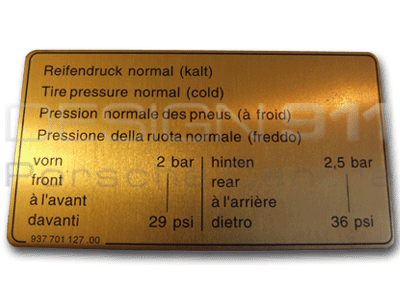 Reifendruck normal (kalt)
Tire pressure normal (cold)
Pression normale des pneus (à froid)
Pressione della ruota normale (freddo)
vorn 2 bar hinten 2,5 bar
front rear
à l'avant à l'arrière
davanti 29 psi dietro 36 psi
937 701 127 .00
DESIGN 911